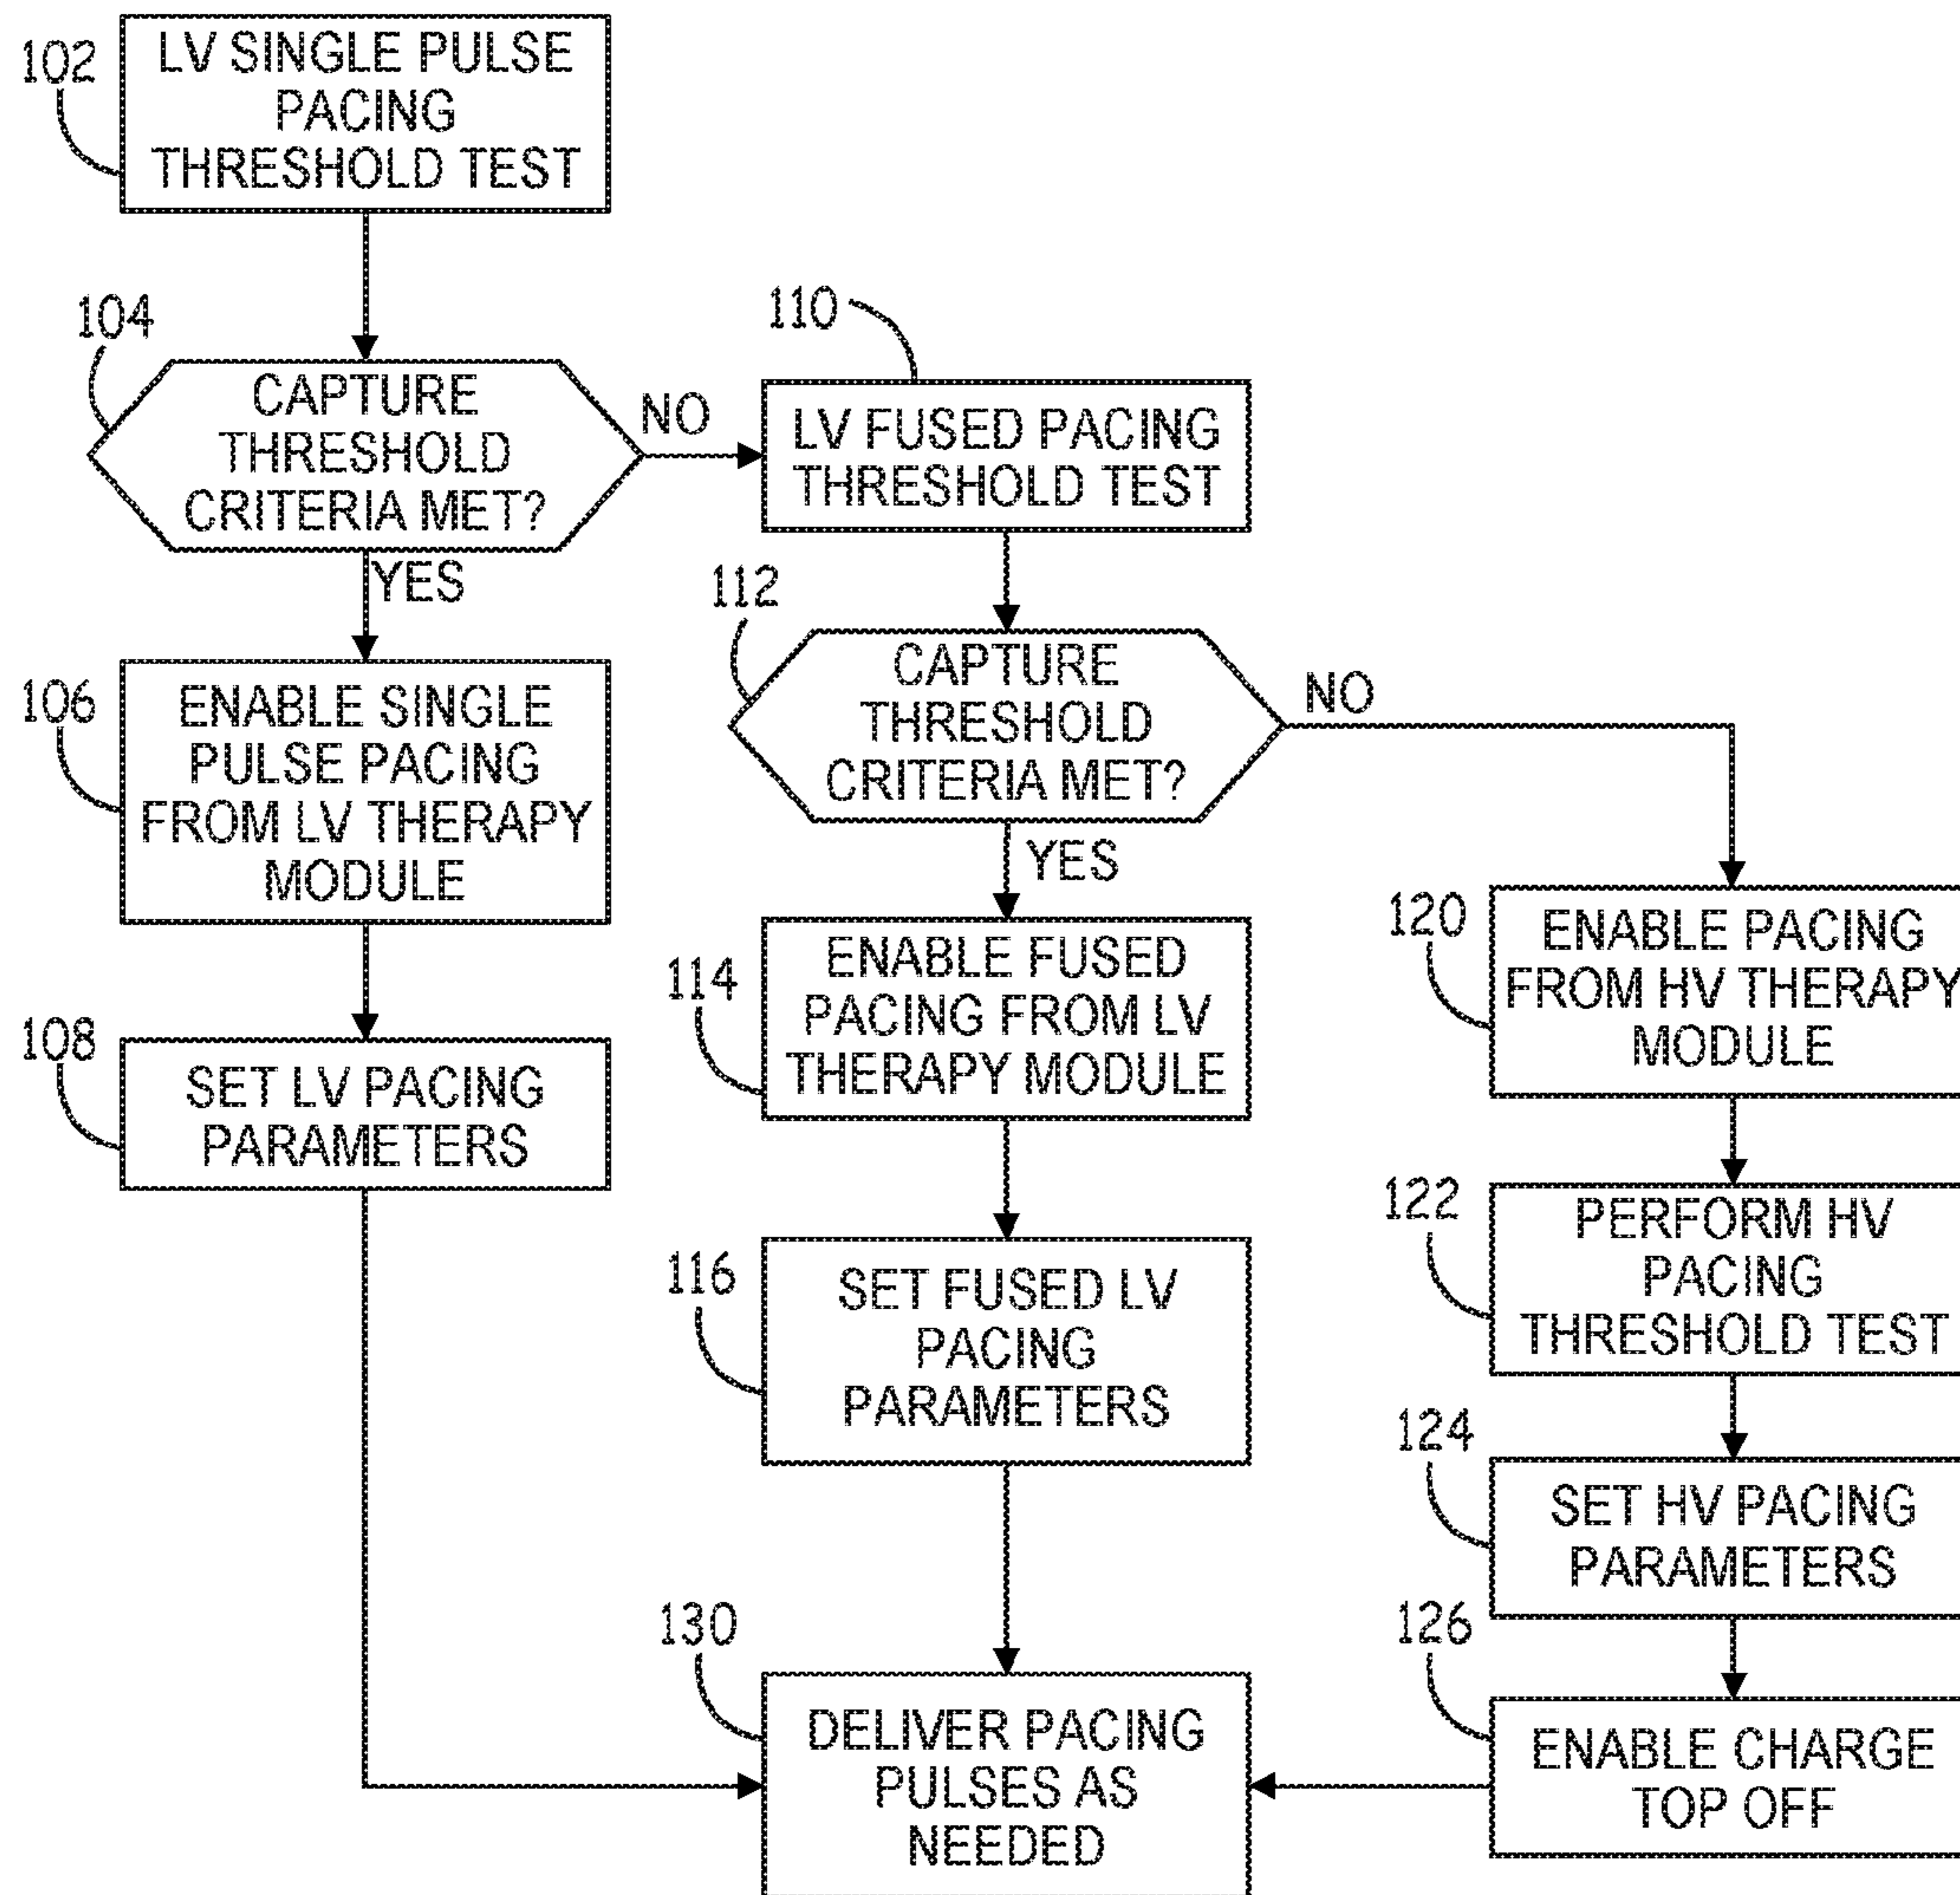 102
LV SINGLE PULSE
PACING
THRESHOLD TEST
104
CAPTURE
THRESHOLD
CRITERIA MET?
NO
YES
110
LV FUSED PACING
THRESHOLD TEST
112
CAPTURE
THRESHOLD
CRITERIA MET?
NO
YES
106
ENABLE SINGLE
PULSE PACING
FROM LV THERAPY
MODULE
108
SET LV PACING
PARAMETERS
114
ENABLE FUSED
PACING FROM LV
THERAPY MODULE
116
SET FUSED LV
PACING
PARAMETERS
120
ENABLE PACING
FROM HV THERAPY
MODULE
122
PERFORM HV
PACING
THRESHOLD TEST
124
SET HV PACING
PARAMETERS
126
ENABLE CHARGE
TOP OFF
130
DELIVER PACING
PULSES AS
NEEDED